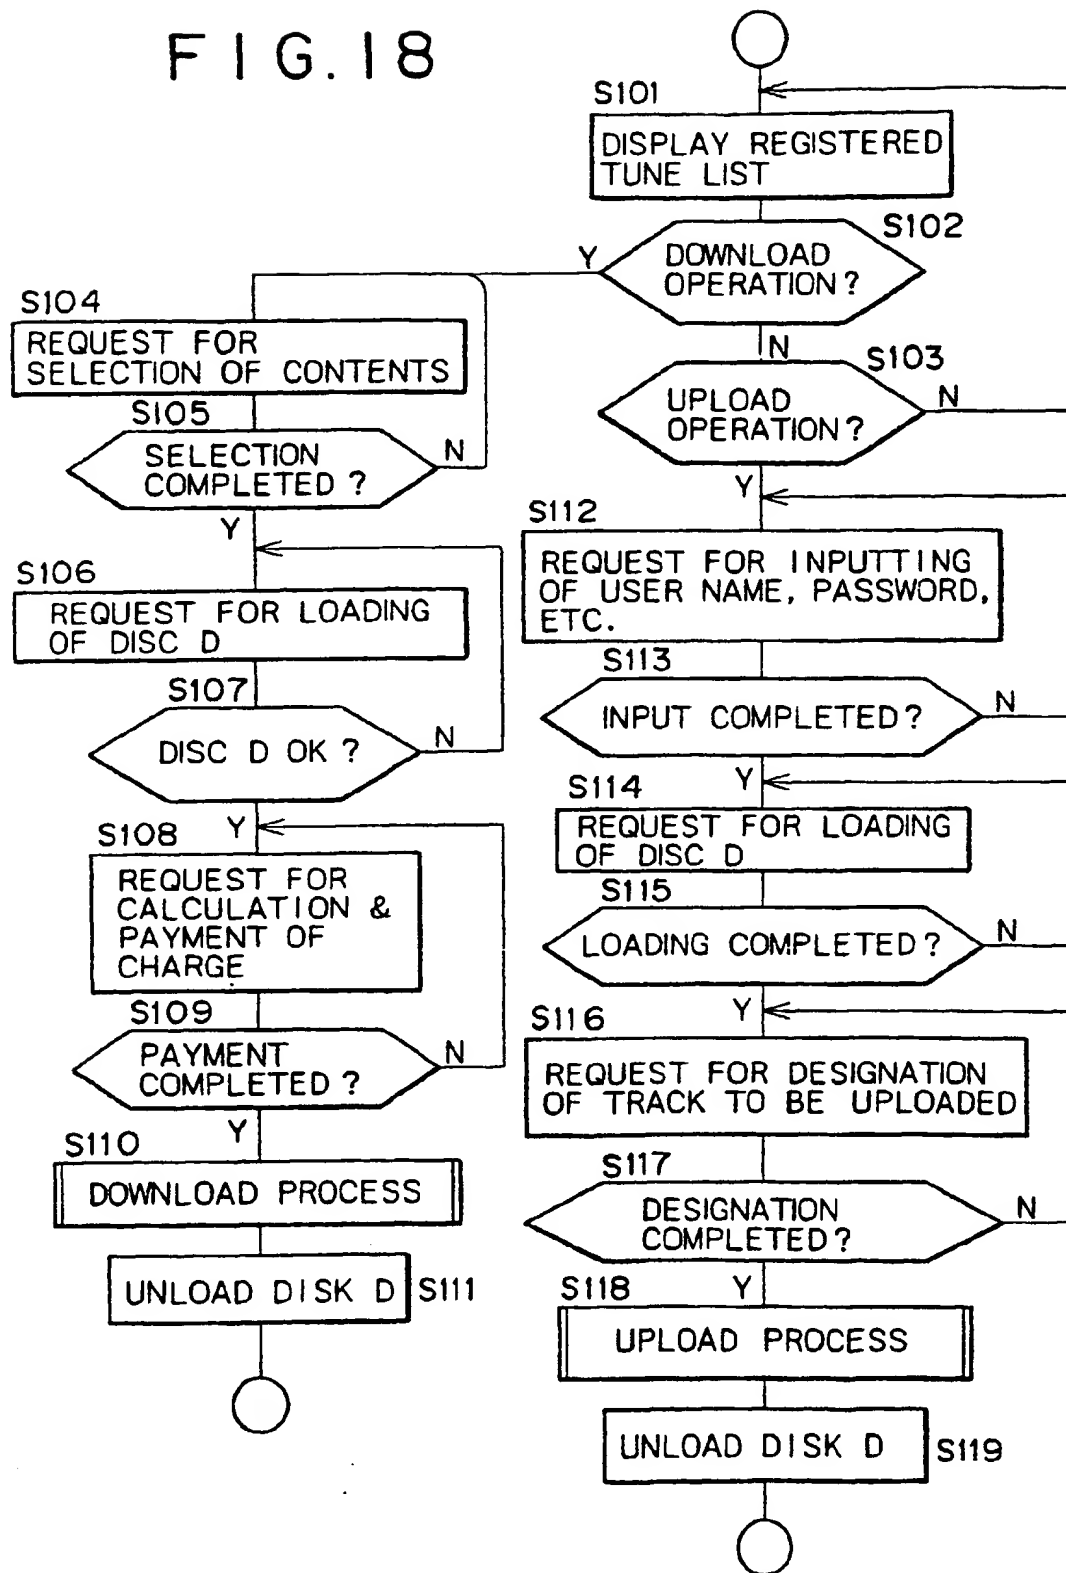 FIG.18
S101
DISPLAY REGISTERED
TUNE LIST
S102
DOWNLOAD
OPERATION?
Y
N
S103
UPLOAD
OPERATION?
N
Y
S104
REQUEST FOR
SELECTION OF CONTENTS
S105
SELECTION
COMPLETED?
N
Y
S106
REQUEST FOR LOADING
OF DISC D
S107
DISC D OK?
N
Y
S108
REQUEST FOR
CALCULATION &
PAYMENT OF
CHARGE
S109
PAYMENT
COMPLETED?
N
Y
S110
DOWNLOAD PROCESS
UNLOAD DISK D
S111
S112
REQUEST FOR INPUTTING
OF USER NAME, PASSWORD,
ETC.
S113
INPUT COMPLETED?
N
Y
S114
REQUEST FOR LOADING
OF DISC D
S115
LOADING COMPLETED?
N
Y
S116
REQUEST FOR DESIGNATION
OF TRACK TO BE UPLOADED
S117
DESIGNATION
COMPLETED?
N
Y
S118
UPLOAD PROCESS
UNLOAD DISK D
S119